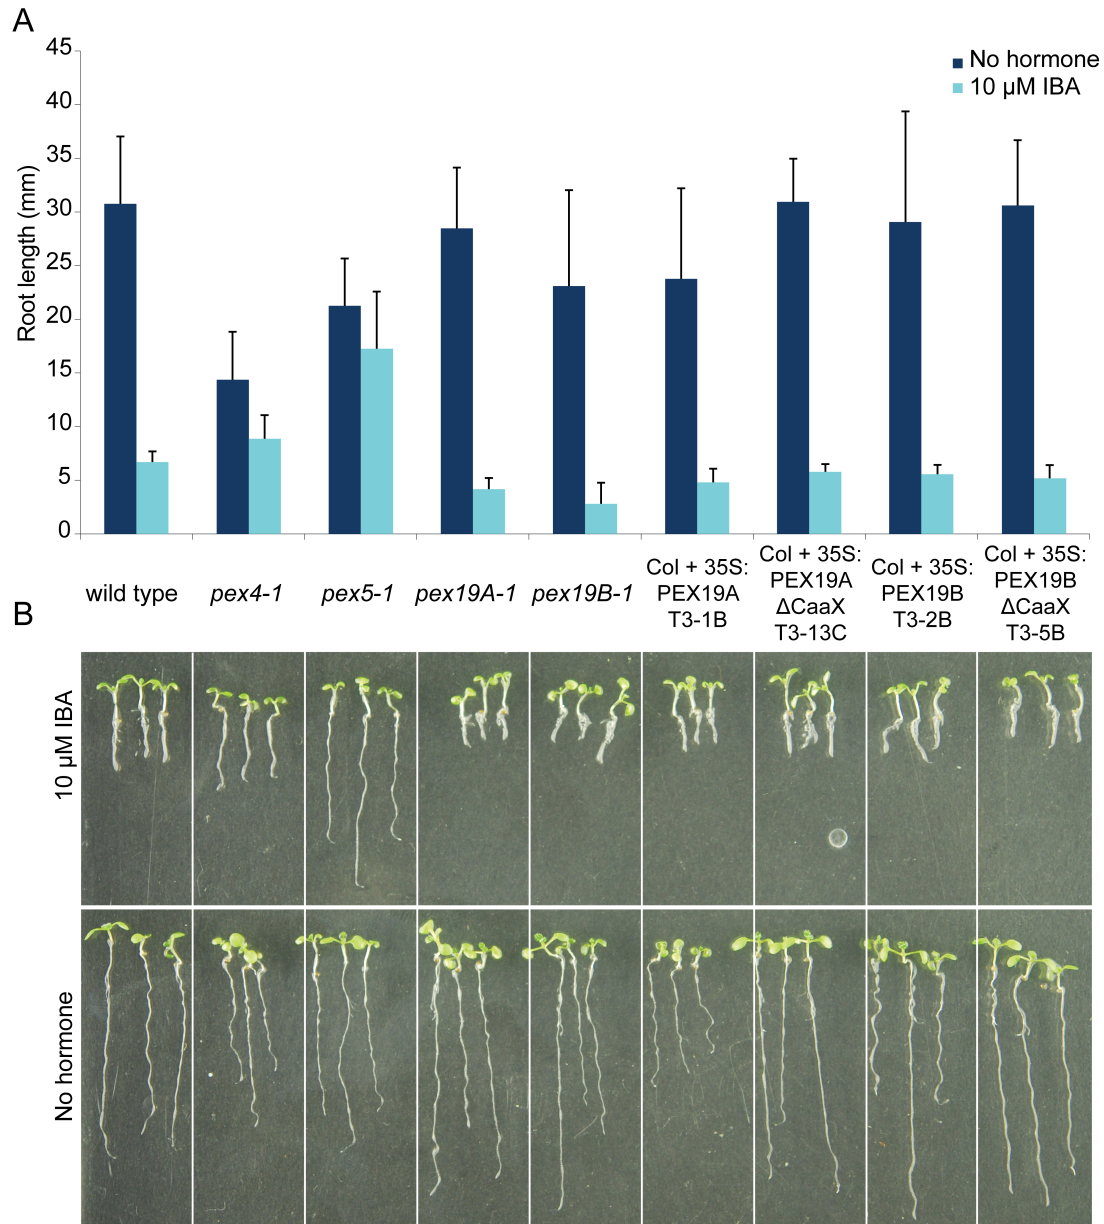 A
45
40
35
30
25
20
15
10
5
0
Root length (mm)
No hormone
10 µM IBA
wild type
pex4-1
pex5-1
pex19A-1
pex19B-1
Col + 35S:
PEX19A
T3-1B
Col + 35S:
PEX19A
ΔCaaX
T3-13C
Col + 35S:
PEX19B
T3-2B
Col + 35S:
PEX19B
ΔCaaX
T3-5B
B
10 µM IBA
No hormone